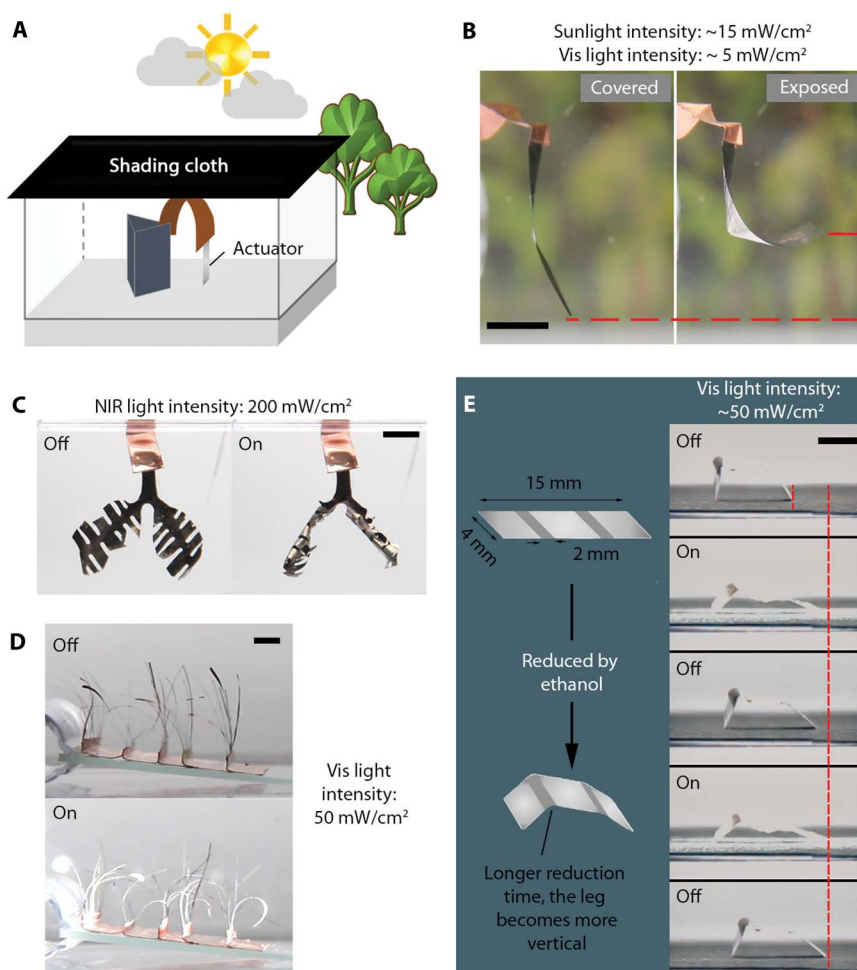 A
Shading cloth
Actuator
B
Sunlight intensity: ~15 mW/cm²
Vis light intensity: ~ 5 mW/cm²
Covered
Exposed
C
NIR light intensity: 200 mW/cm²
Off
On
D
Off
On
Vis light
intensity:
50 mW/cm²
E
Vis light intensity:
~50 mW/cm²
15 mm
4 mm
2 mm
Reduced by
ethanol
Longer reduction
time, the leg
becomes more
vertical
Off
On
Off
On
Off